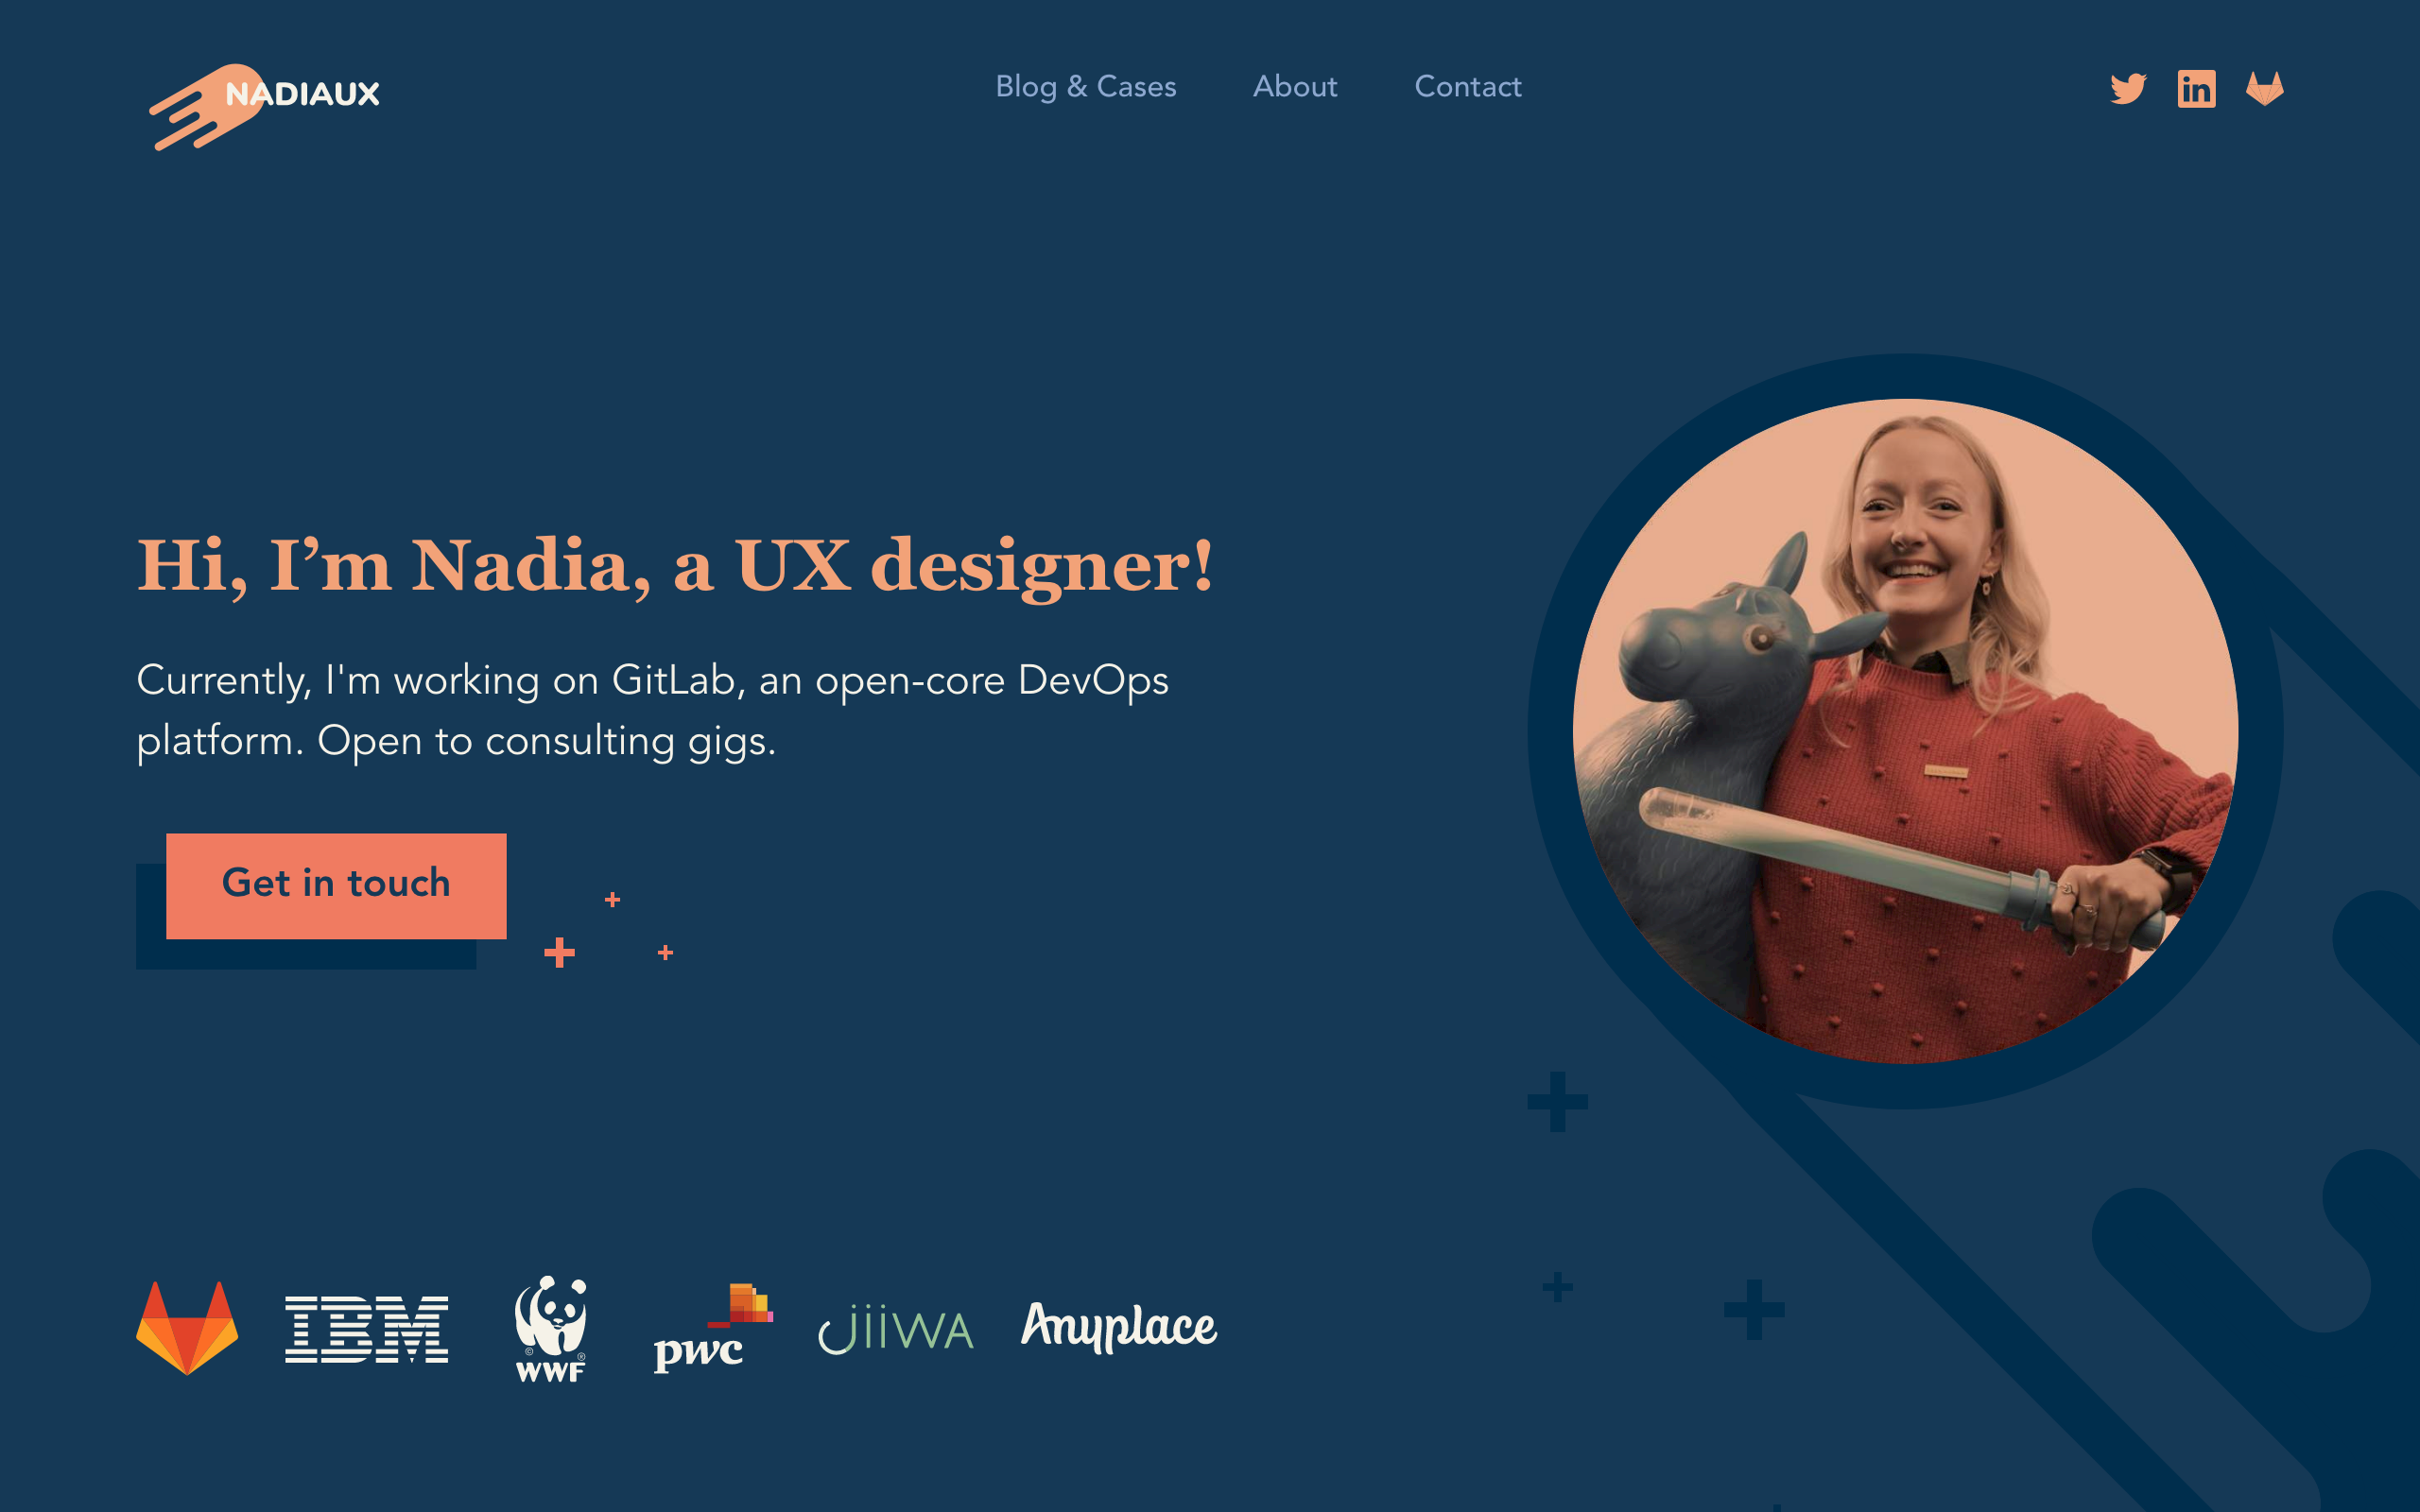 NADIAUX
Blog & Cases
About
Contact
in
Hi, I’m Nadia, a UX designer!
Currently, I'm working on GitLab, an open-core DevOps
platform. Open to consulting gigs.
Get in touch
IBM
© ®
WWF
pwc
jiiWA
Anyplace